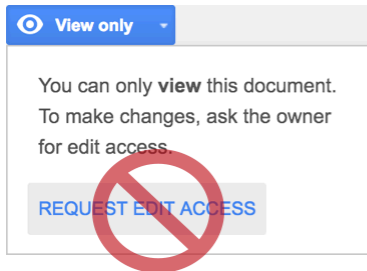 View only
You can only view this document.
To make changes, ask the owner
for edit access.
REQUEST EDIT ACCESS